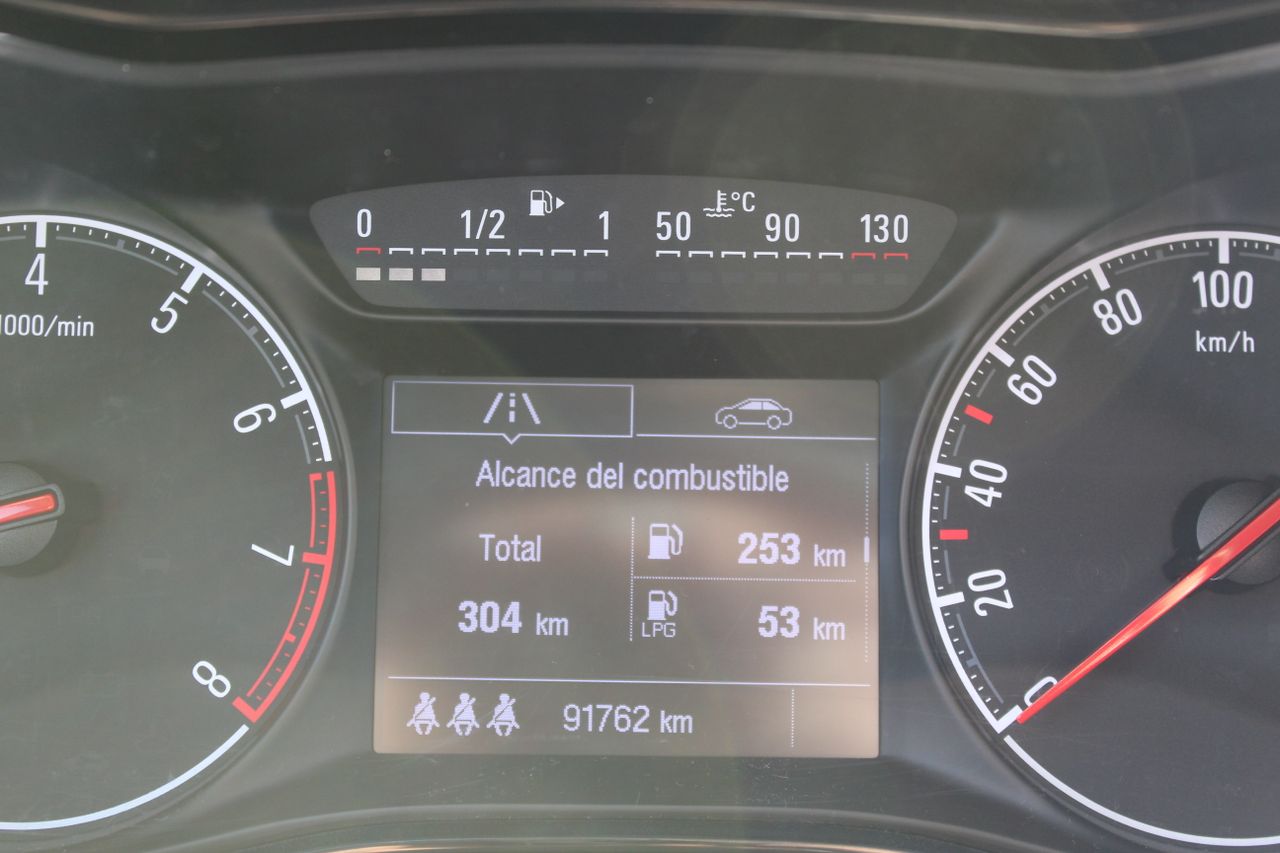 0 1/2 1 50 °C 90 130
4
5
6
7
8
1000/min
Alcance del combustible
Total 253 km
304 km LPG 53 km
91762 km
100
80
60
40
20
0
km/h